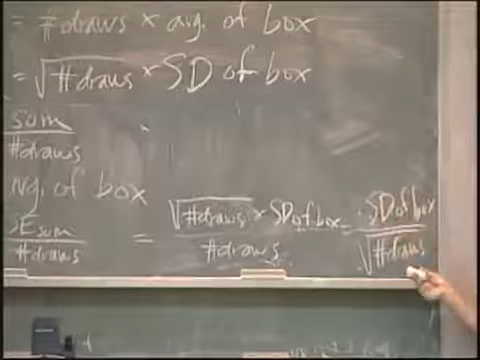 = #draws × avg. of box
= √#draws × SD of box
sum
#draws
Avg. of box
SE sum
#draws
= √#draws × SD of box
#draws
= SD of box
√#draws